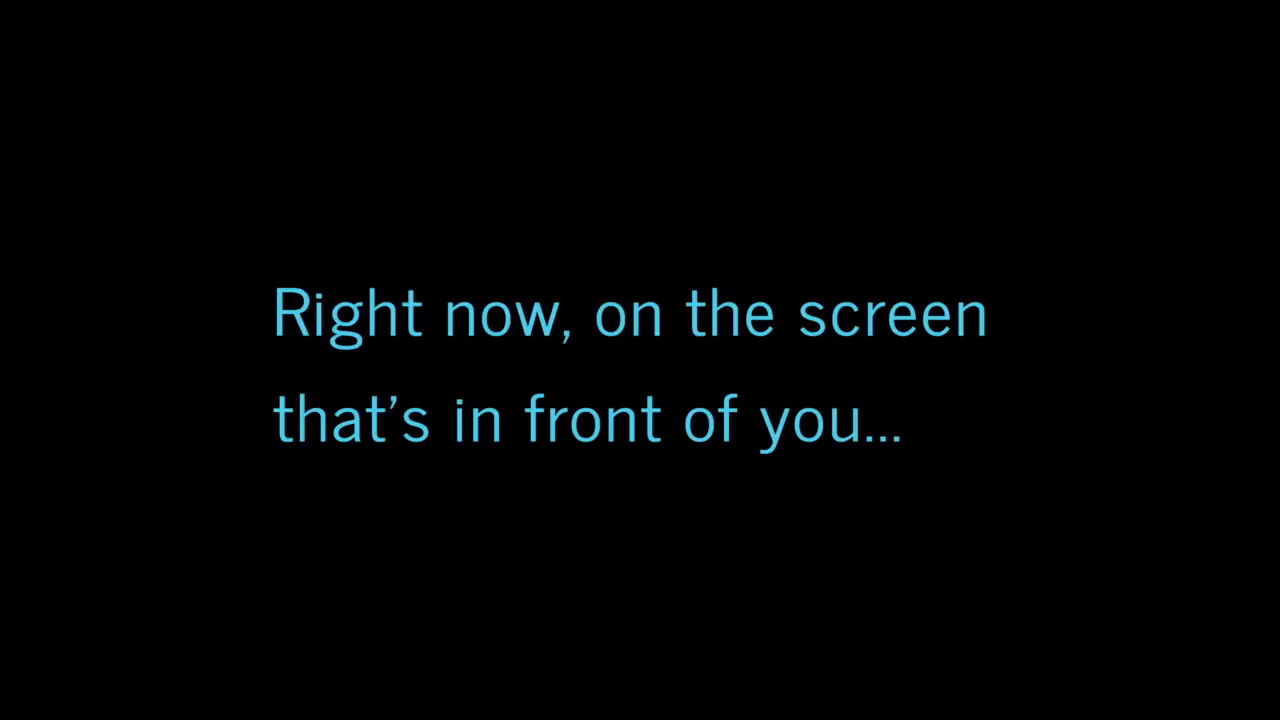 Right now, on the screen
that’s in front of you...